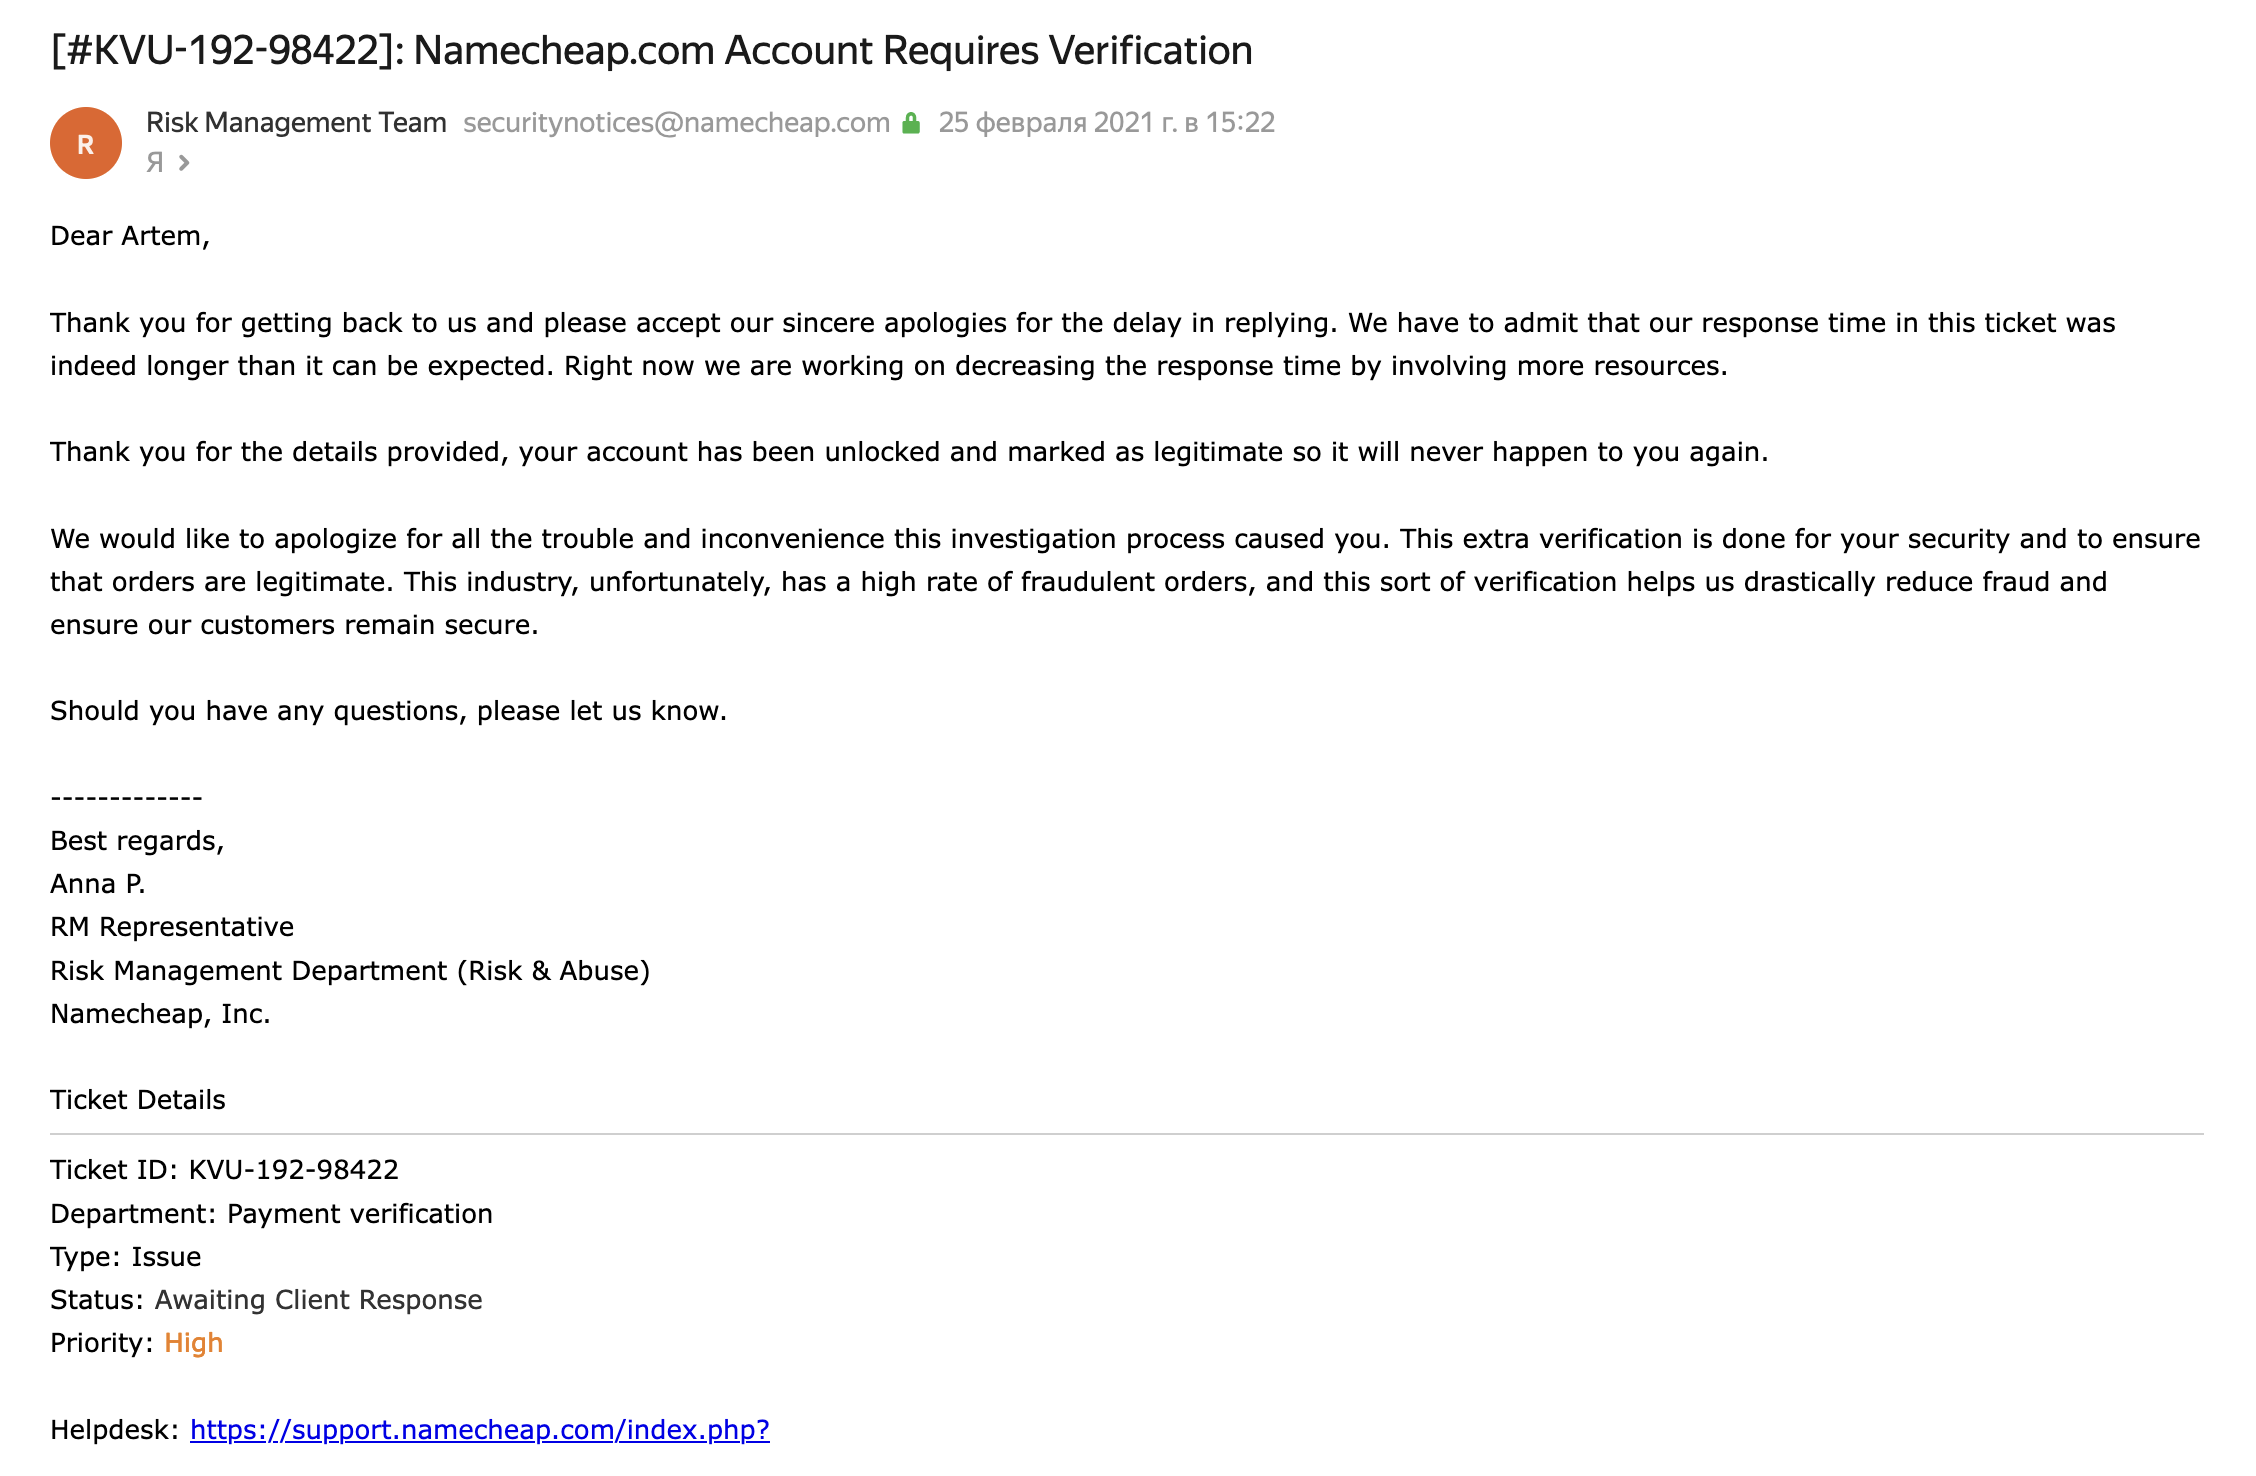 [#KVU-192-98422]: Namecheap.com Account Requires Verification
R
Risk Management Team securitynotices@namecheap.com 25 февраля 2021 г. в 15:22
Я >
Dear Artem,
Thank you for getting back to us and please accept our sincere apologies for the delay in replying. We have to admit that our response time in this ticket was
indeed longer than it can be expected. Right now we are working on decreasing the response time by involving more resources.
Thank you for the details provided, your account has been unlocked and marked as legitimate so it will never happen to you again.
We would like to apologize for all the trouble and inconvenience this investigation process caused you. This extra verification is done for your security and to ensure
that orders are legitimate. This industry, unfortunately, has a high rate of fraudulent orders, and this sort of verification helps us drastically reduce fraud and
ensure our customers remain secure.
Should you have any questions, please let us know.
-------------
Best regards,
Anna P.
RM Representative
Risk Management Department (Risk & Abuse)
Namecheap, Inc.
Ticket Details
Ticket ID: KVU-192-98422
Department: Payment verification
Type: Issue
Status: Awaiting Client Response
Priority: High
Helpdesk: https://support.namecheap.com/index.php?